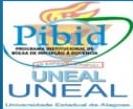 Pibid
PROGRAMA INSTITUCIONAL DE
BOLSA DE INICIAÇÃO À DOCÊNCIA
UNEAL
UNEAL
Universidade Estadual de Alagoas